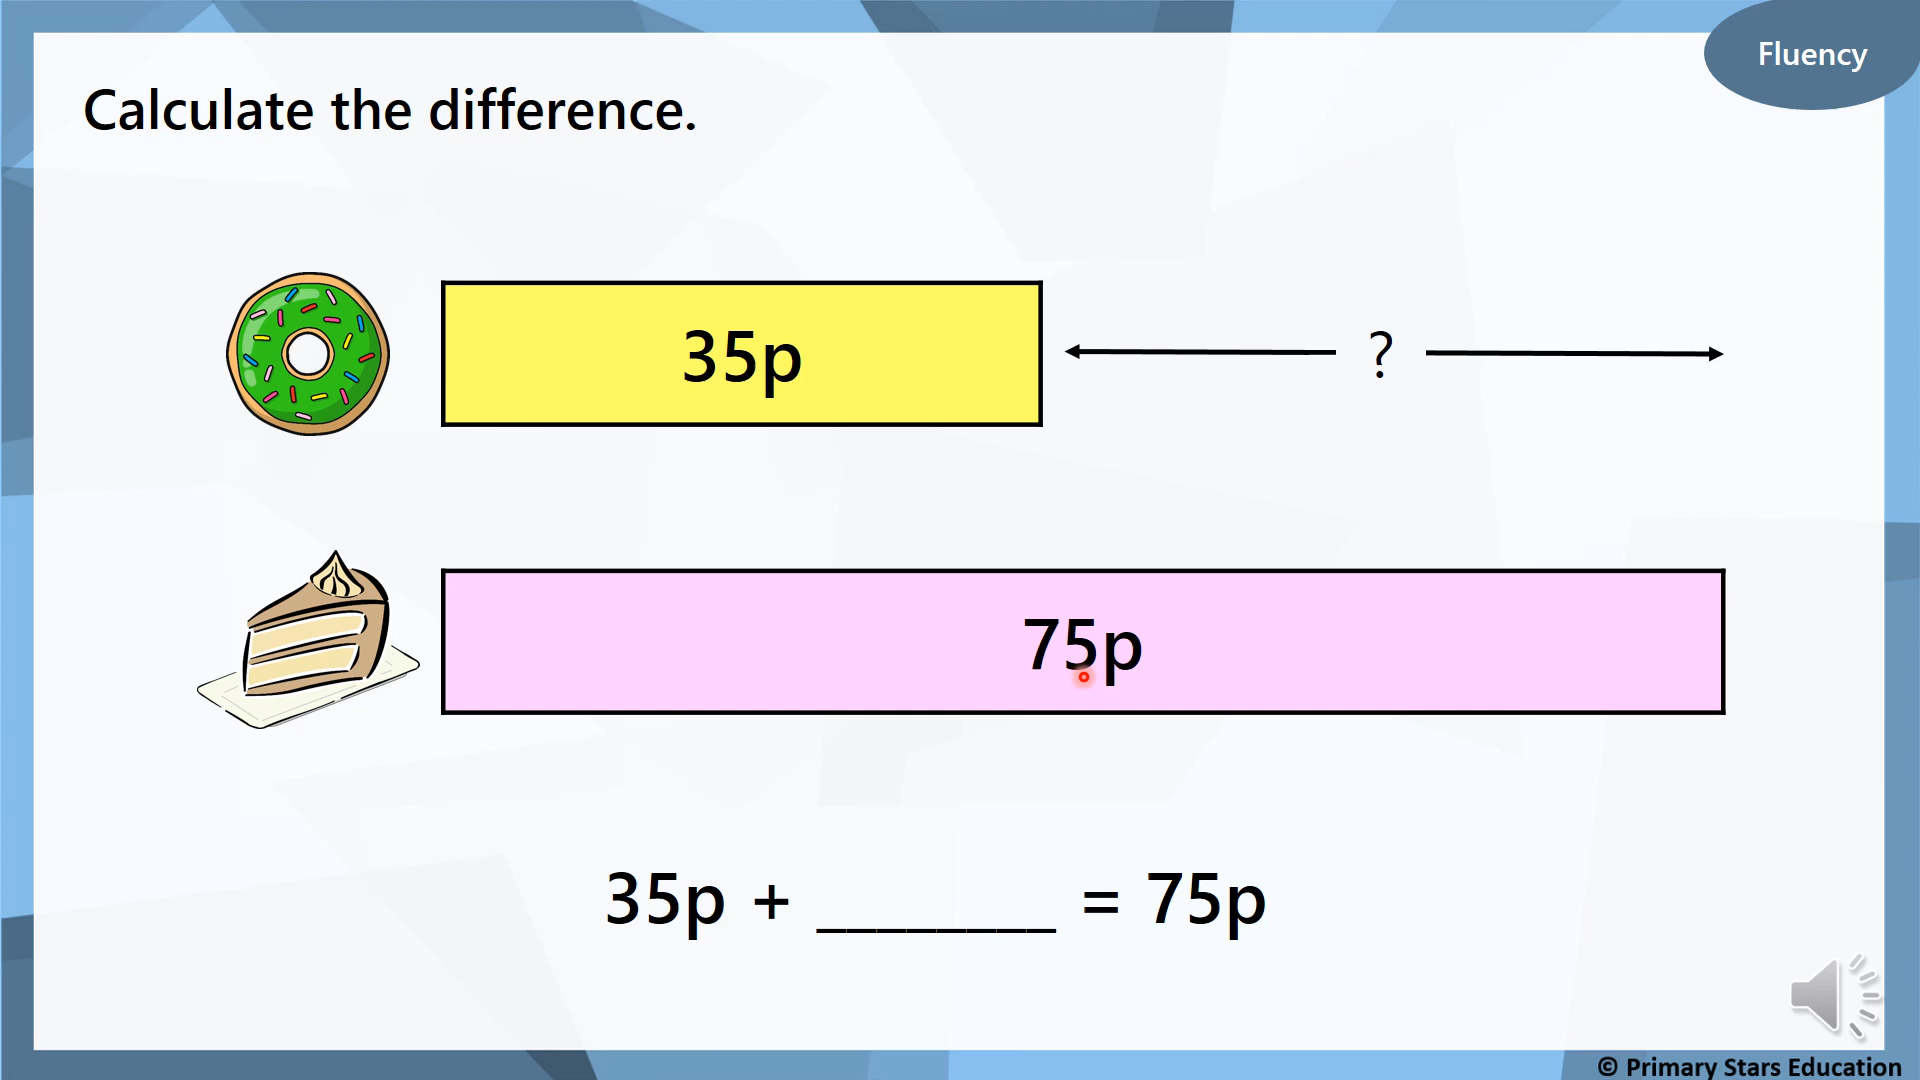 Fluency
Calculate the difference.
35p
?
75p
35p + ________ = 75p
© Primary Stars Education